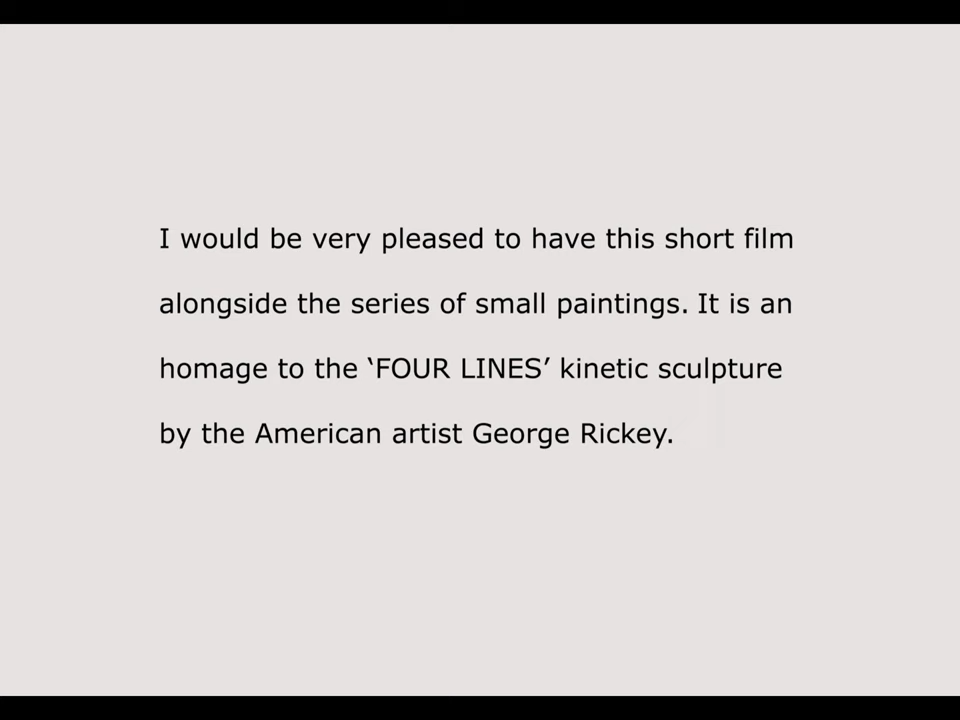 I would be very pleased to have this short film
alongside the series of small paintings. It is an
homage to the ‘FOUR LINES’ kinetic sculpture
by the American artist George Rickey.